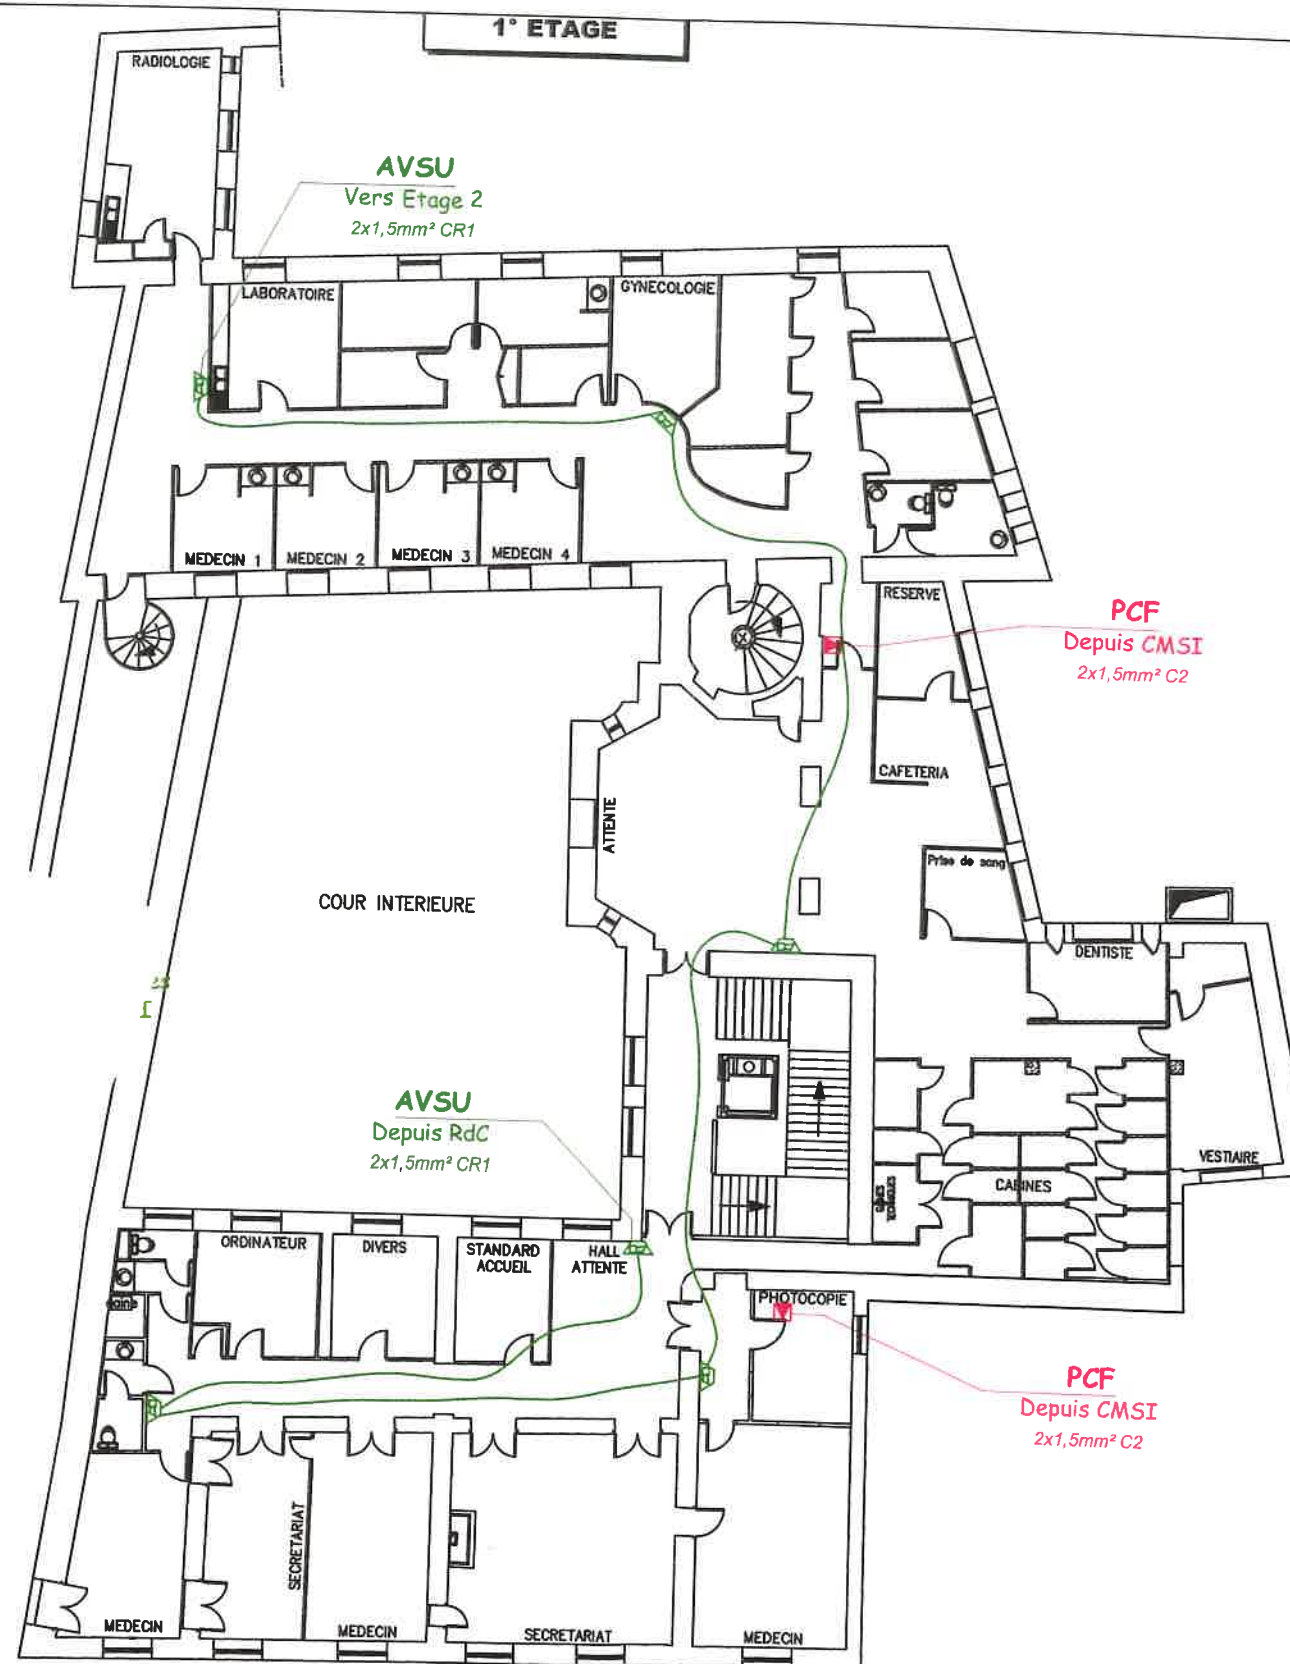 1° ETAGE
RADIOLOGIE
AVSU
Vers Etage 2
2x1,5mm² CR1
LABORATOIRE
GYNECOLOGIE
MEDECIN 1
MEDECIN 2
MEDECIN 3
MEDECIN 4
RESERVE
PCF
Depuis CMSI
2x1,5mm² C2
CAFETERIA
ATTENTE
Prise de sang
COUR INTERIEURE
DENTISTE
AVSU
Depuis RdC
2x1,5mm² CR1
VESTIAIRE
CABINES
ORDINATEUR
DIVERS
STANDARD
ACCUEIL
HALL
ATTENTE
PHOTOCOPIE
PCF
Depuis CMSI
2x1,5mm² C2
SECRETARIAT
MEDECIN
MEDECIN
SECRETARIAT
MEDECIN